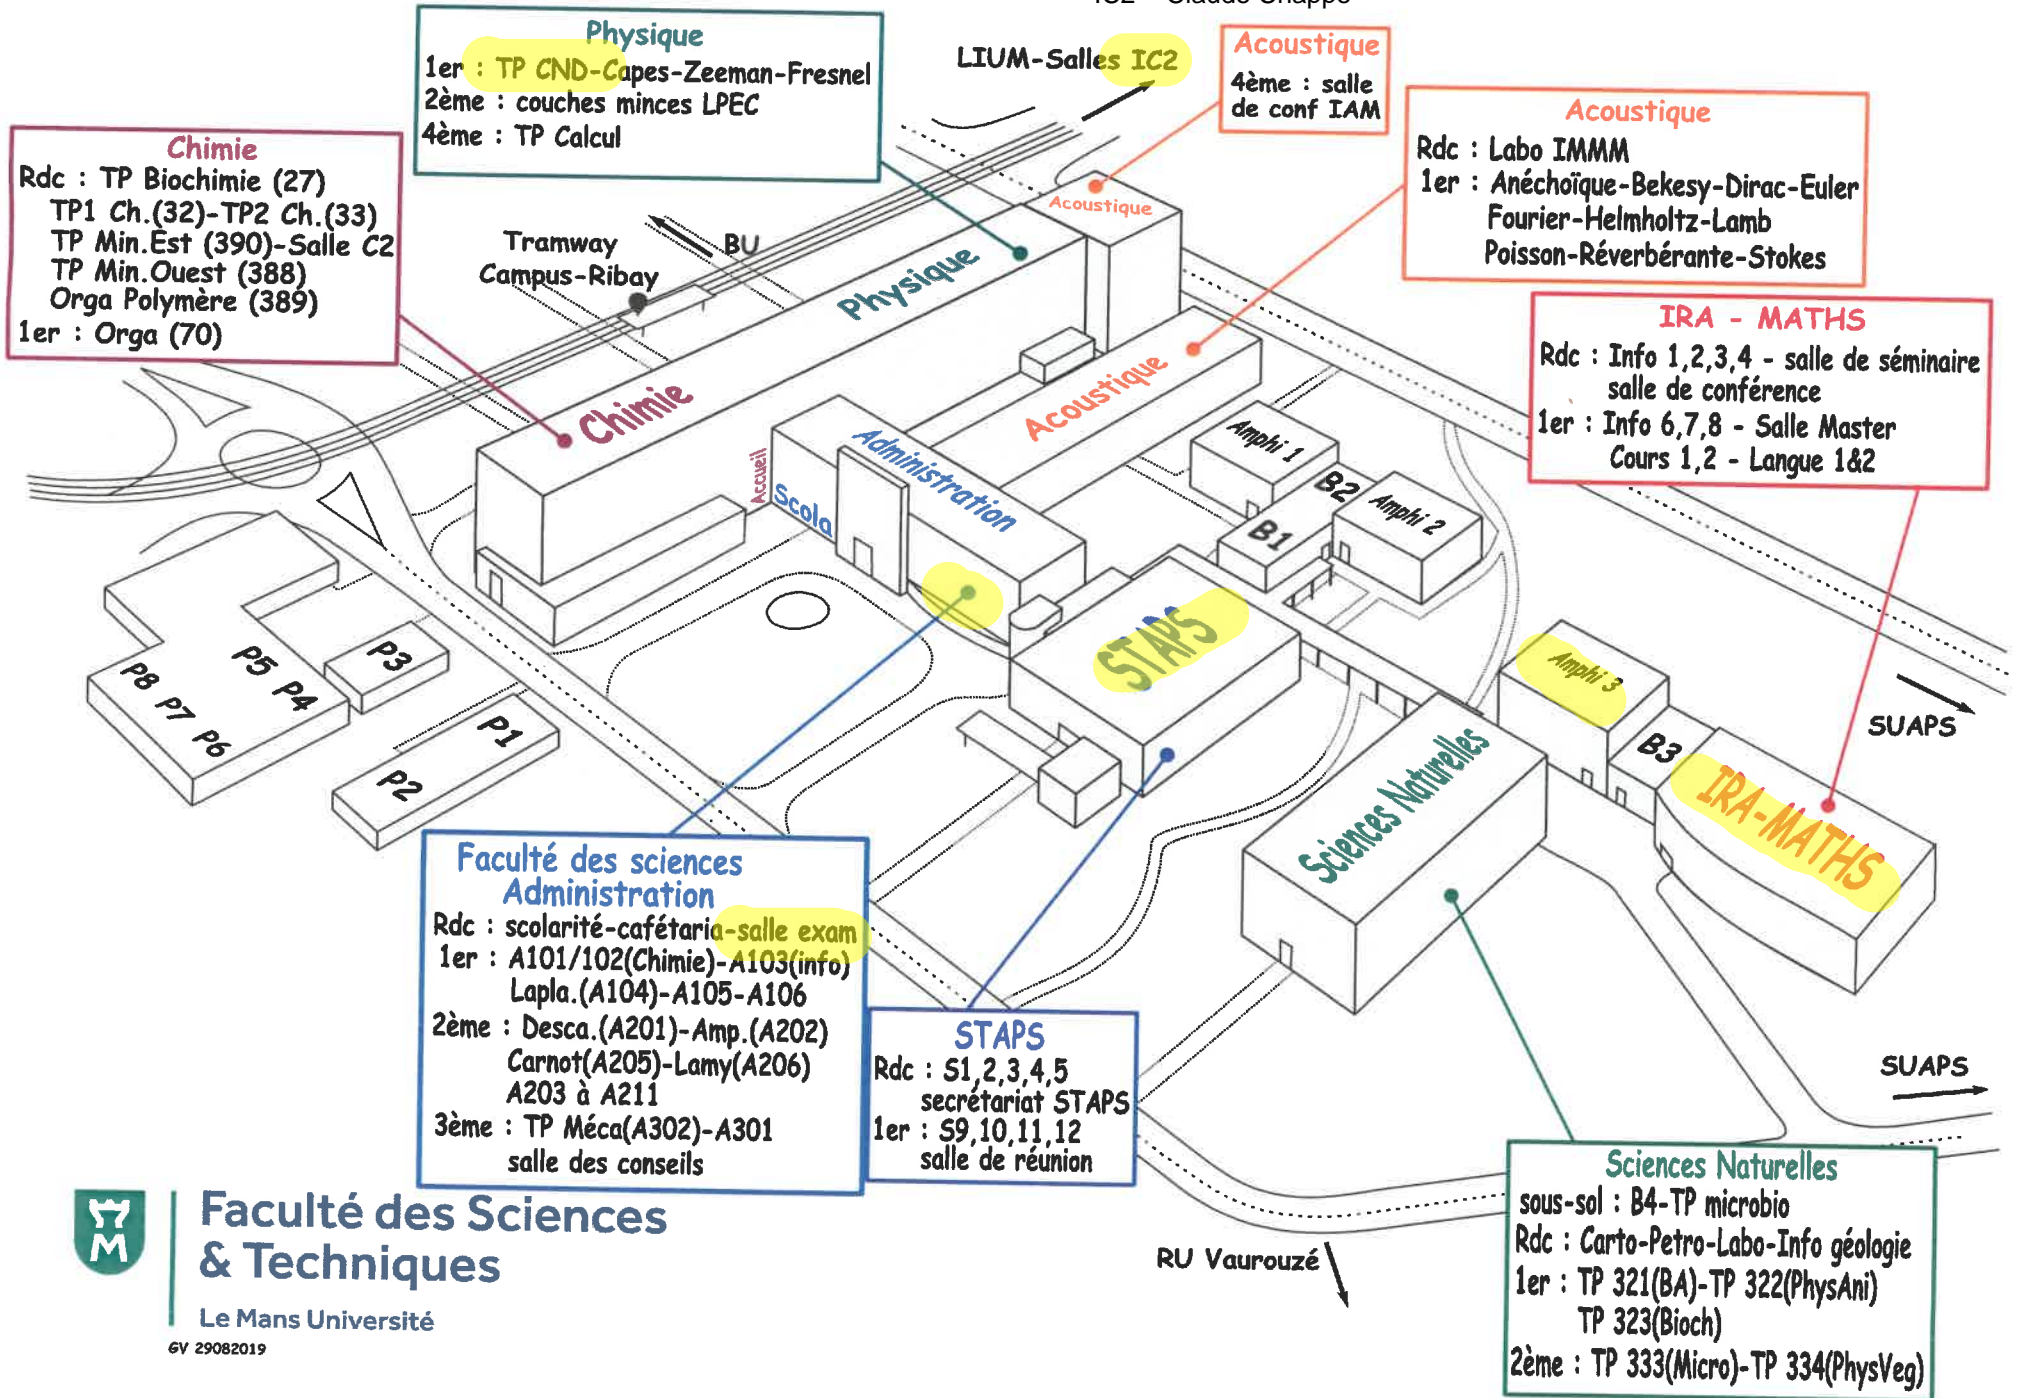 IC2 - Claude Chappe
Physique
1er : TP CND-Capes-Zeeman-Fresnel
2ème : couches minces LPEC
4ème : TP Calcul
LIUM-Salles IC2
Acoustique
4ème : salle
de conf IAM
Acoustique
Rdc : Labo IMMM
1er : Anéchoïque-Bekesy-Dirac-Euler
Fourier-Helmholtz-Lamb
Poisson-Réverbérante-Stokes
Chimie
Rdc : TP Biochimie (27)
TP1 Ch.(32)-TP2 Ch.(33)
TP Min.Est (390)-Salle C2
TP Min.Ouest (388)
Orga Polymère (389)
1er : Orga (70)
Tramway
Campus-Ribay
BU
Acoustique
Physique
Chimie
Acoustique
IRA - MATHS
Rdc : Info 1,2,3,4 - salle de séminaire
salle de conférence
1er : Info 6,7,8 - Salle Master
Cours 1,2 - Langue 1&2
Accueil
Scola
Administration
Amphi 1
B2
Amphi 2
B1
STAPS
Amphi 3
B3
IRA-MATHS
Sciences Naturelles
SUAPS
P3
P5 P4
P8 P7 P6
P1
P2
Faculté des sciences
Administration
Rdc : scolarité-cafétaria-salle exam
1er : A101/102(Chimie)-A103(info)
Lapla.(A104)-A105-A106
2ème : Desca.(A201)-Amp.(A202)
Carnot(A205)-Lamy(A206)
A203 à A211
3ème : TP Méca(A302)-A301
salle des conseils
STAPS
Rdc : S1,2,3,4,5
secrétariat STAPS
1er : S9,10,11,12
salle de réunion
SUAPS
Sciences Naturelles
sous-sol : B4-TP microbio
Rdc : Carto-Petro-Labo-Info géologie
1er : TP 321(BA)-TP 322(PhysAni)
TP 323(Bioch)
2ème : TP 333(Micro)-TP 334(PhysVeg)
RU Vaurouzé
Faculté des Sciences
& Techniques
Le Mans Université
GV 29082019